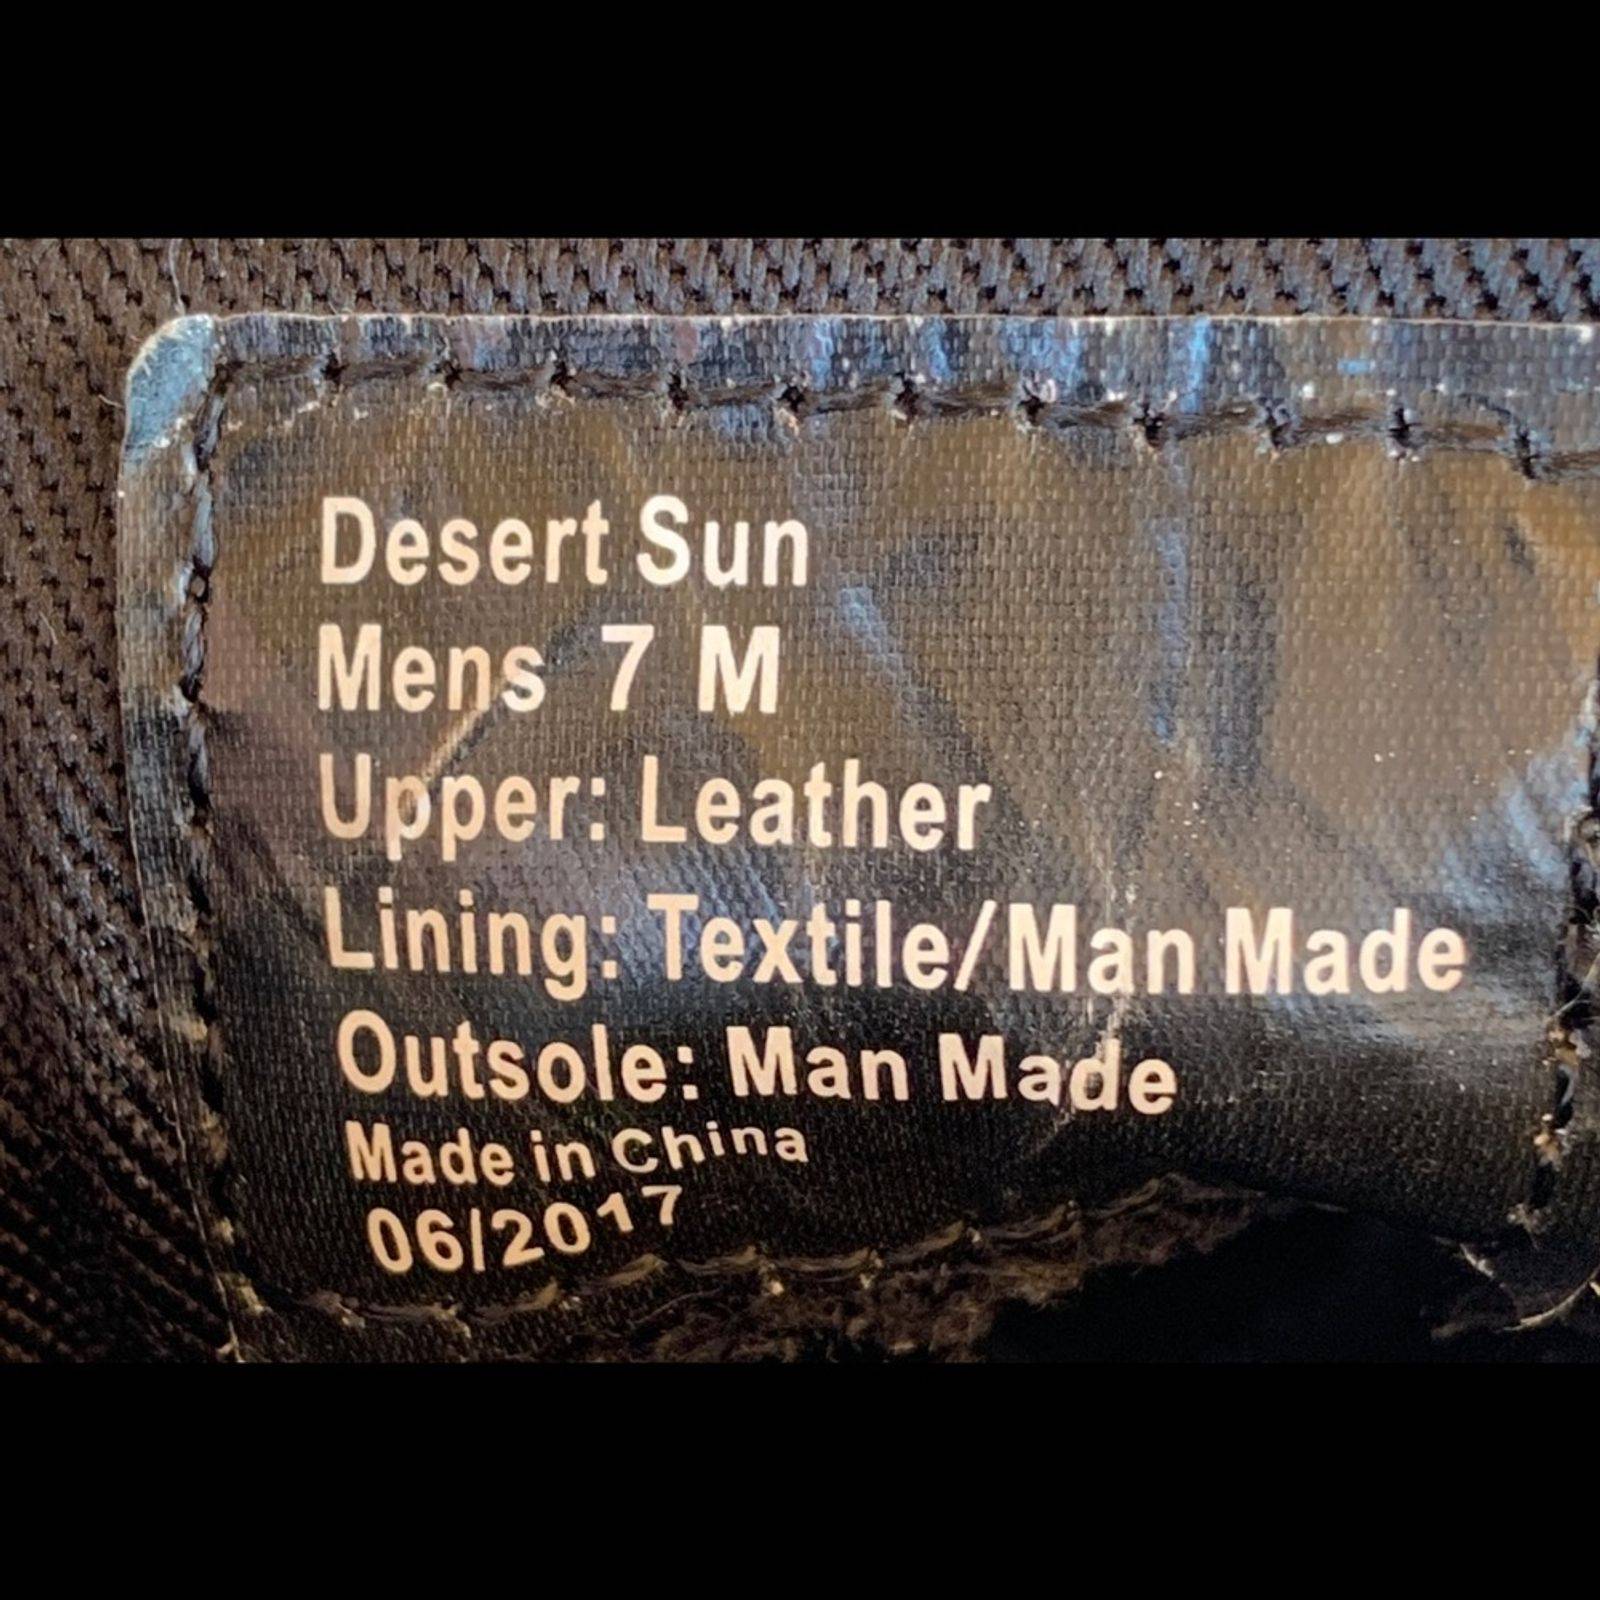 Desert Sun
Mens 7 M
Upper: Leather
Lining: Textile/Man Made
Outsole: Man Made
Made in China
06/2017